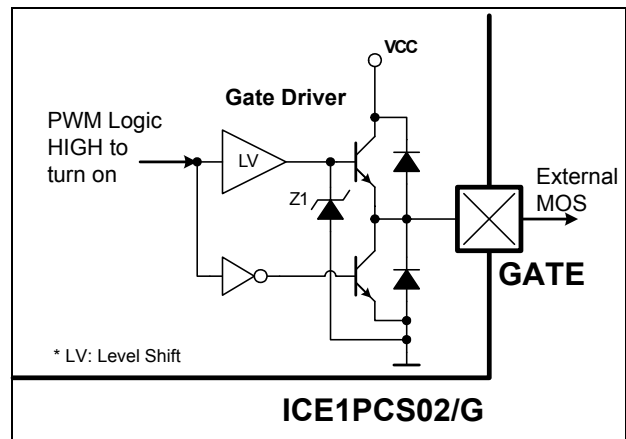 VCC
Gate Driver
PWM Logic
HIGH to
turn on
LV
Z1
External
MOS
GATE
* LV: Level Shift
ICE1PCS02/G